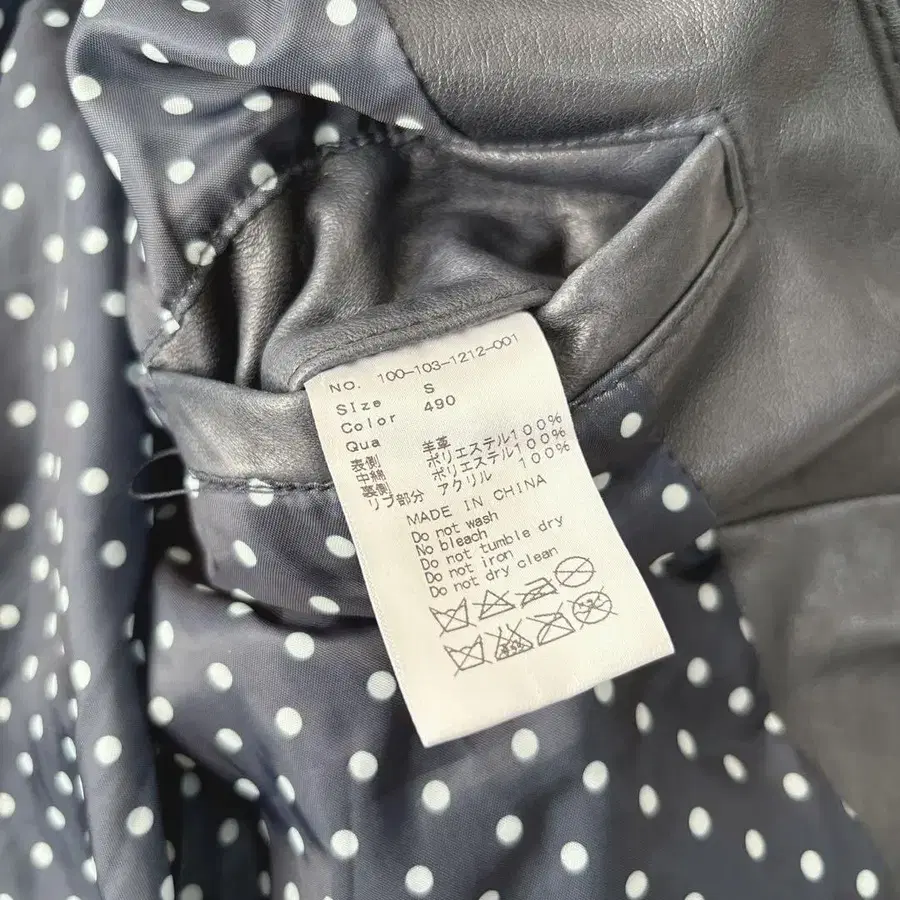 No. 100-103-1212-001
Size S
Color 490
Qua
表側 羊革
中綿 ポリエステル100%
裏側 ポリエステル100%
リブ部分 アクリル 100%
MADE IN CHINA
Do not wash
No bleach
Do not tumble dry
Do not iron
Do not dry clean